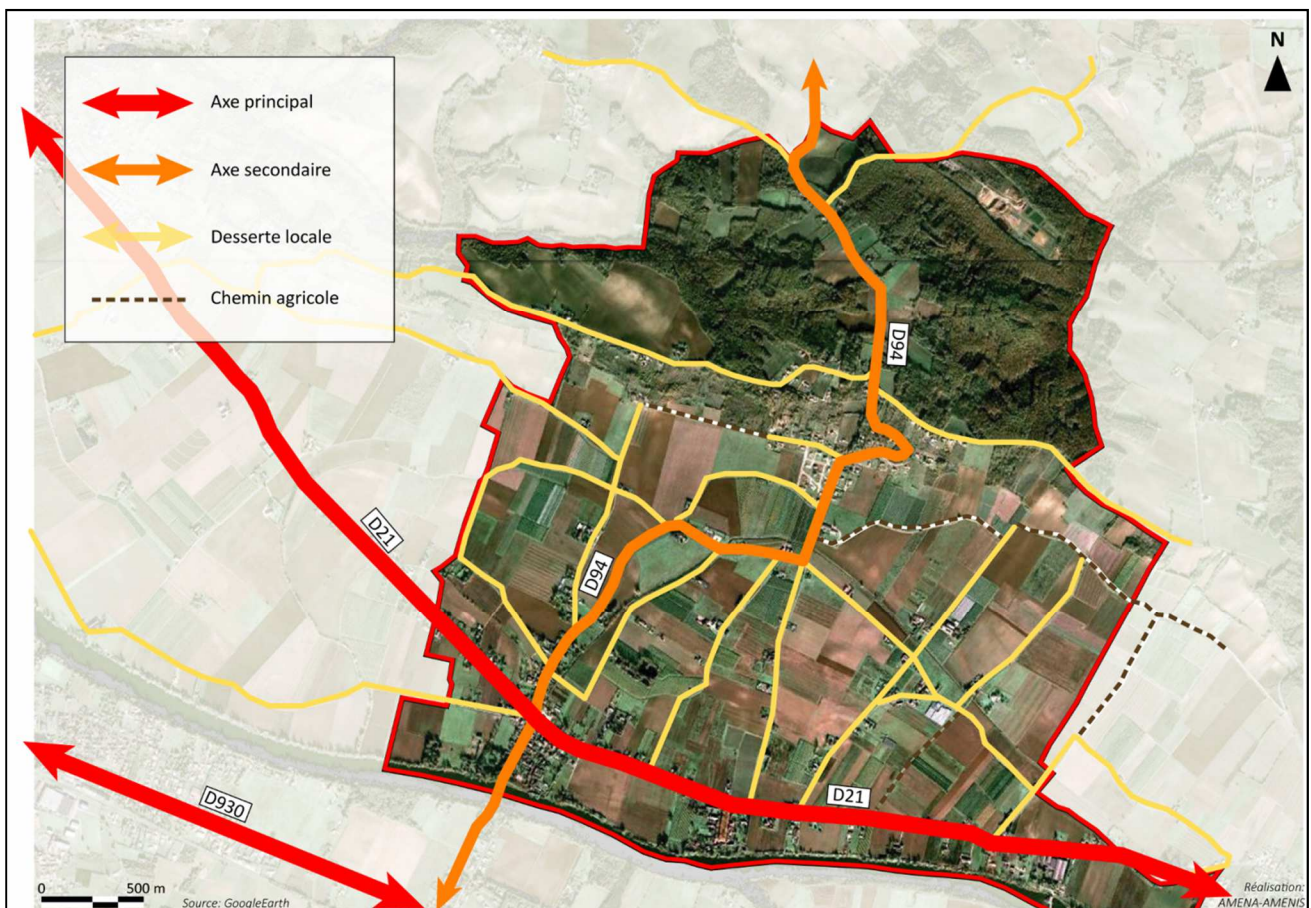 N
Axe principal
Axe secondaire
Desserte locale
Chemin agricole
D94
D21
D94
D21
D930
0 500 m
Source: GoogleEarth
Réalisation:
AMENA-AMENIS